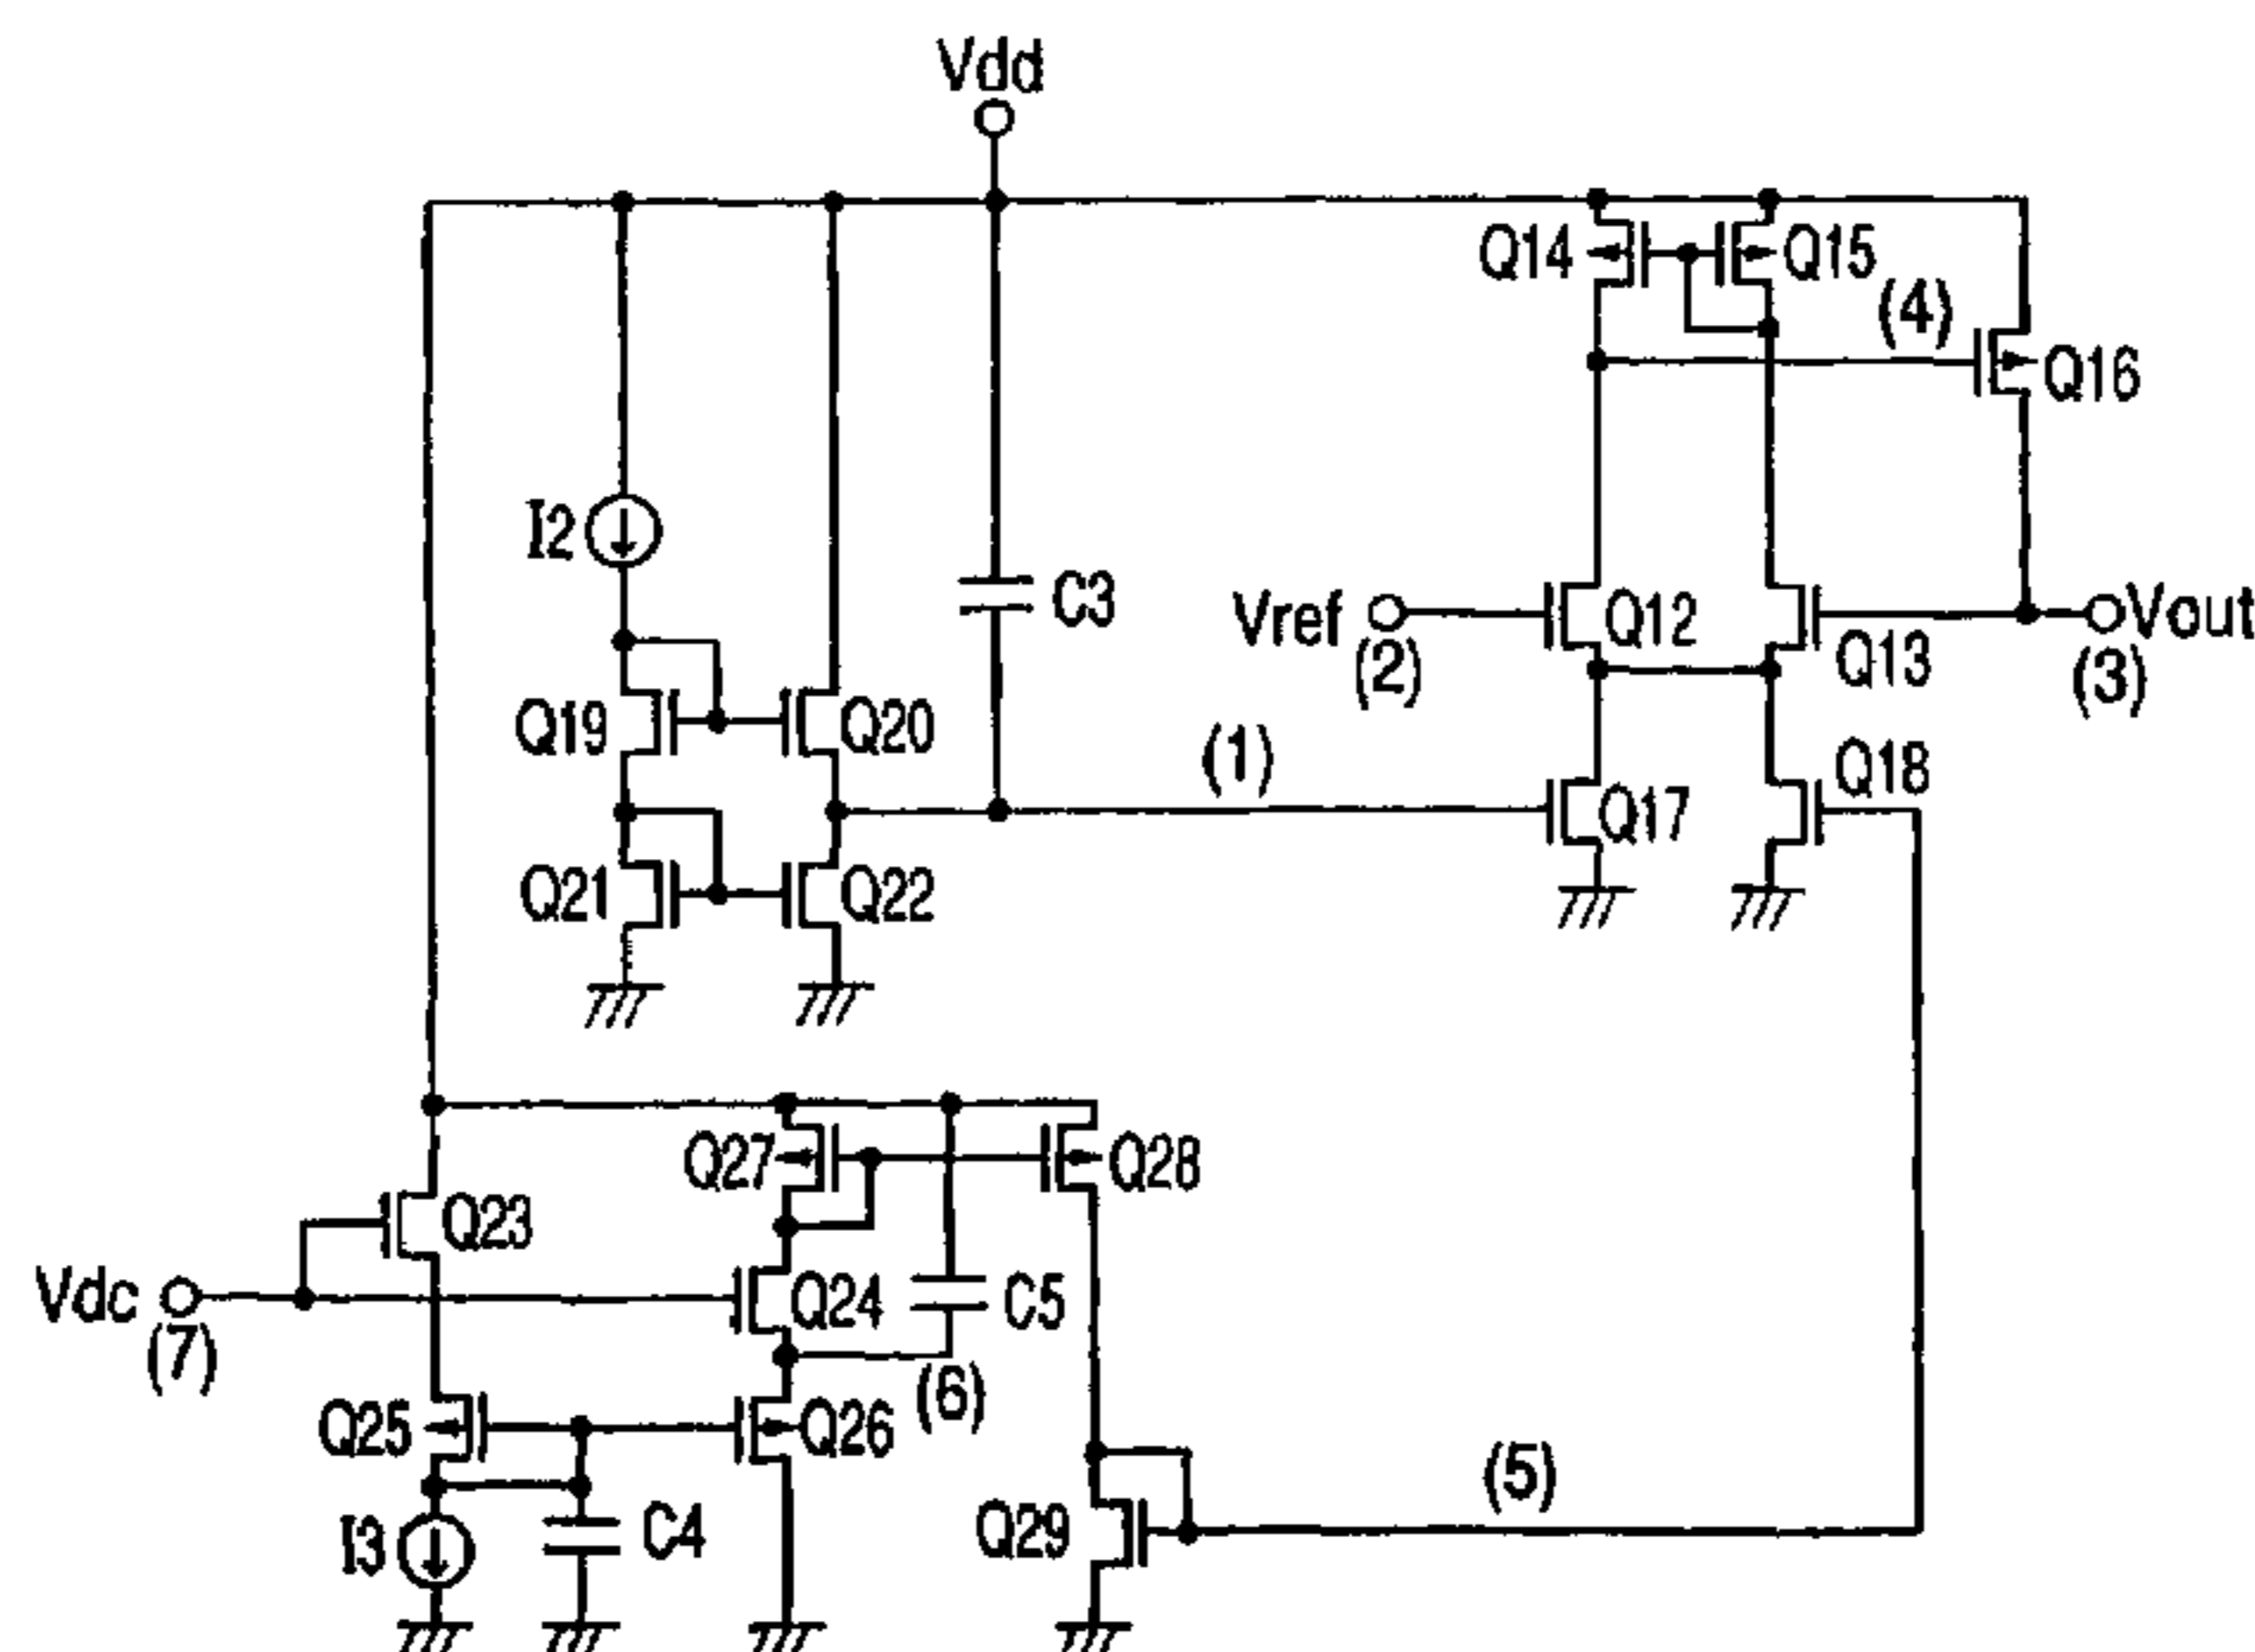 Vdd
Q14
Q15
(4)
Q16
I2
C3
Vref
(2)
Q12
Q13
Vout
(3)
Q19
Q20
(1)
Q17
Q18
Q21
Q22
Q27
Q28
Q23
Vdc
(7)
Q24
C5
(6)
Q25
Q26
(5)
I3
C4
Q29